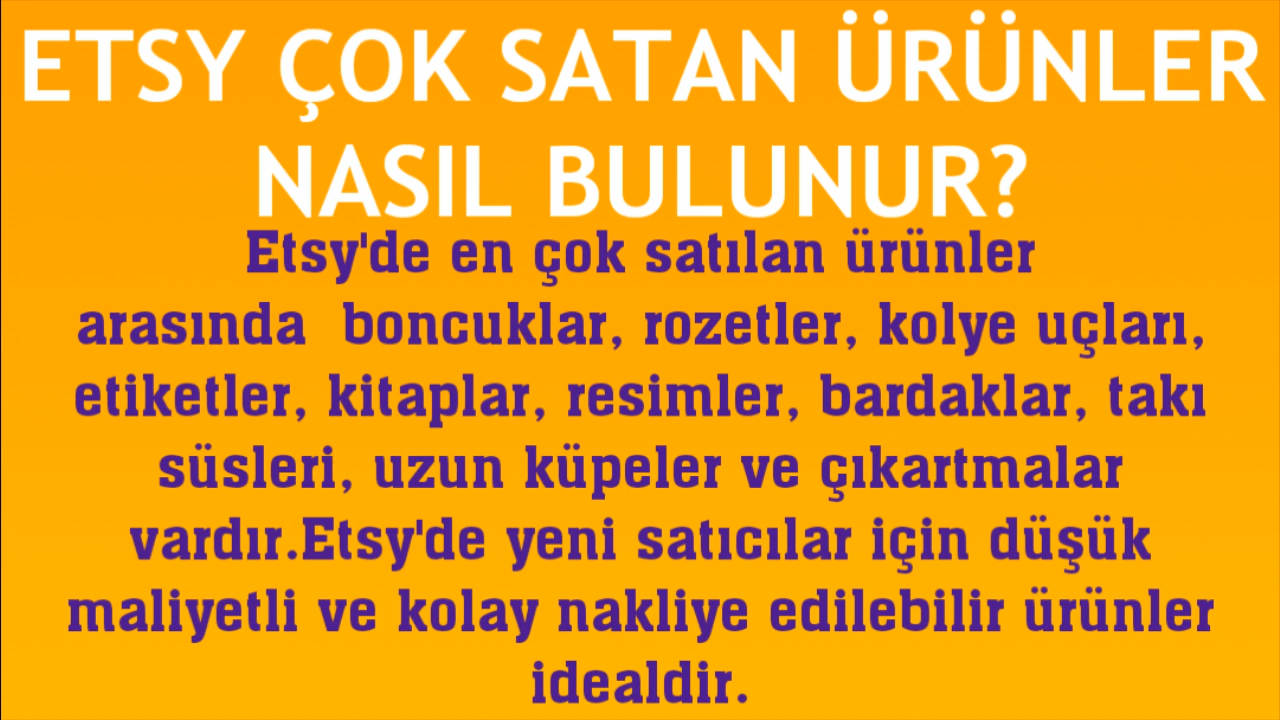 ETSY ÇOK SATAN ÜRÜNLER
NASIL BULUNUR?
Etsy'de en çok satılan ürünler
arasında  boncuklar, rozetler, kolye uçları,
etiketler, kitaplar, resimler, bardaklar, takı
süsleri, uzun küpeler ve çıkartmalar
vardır.Etsy'de yeni satıcılar için düşük
maliyetli ve kolay nakliye edilebilir ürünler
idealdir.